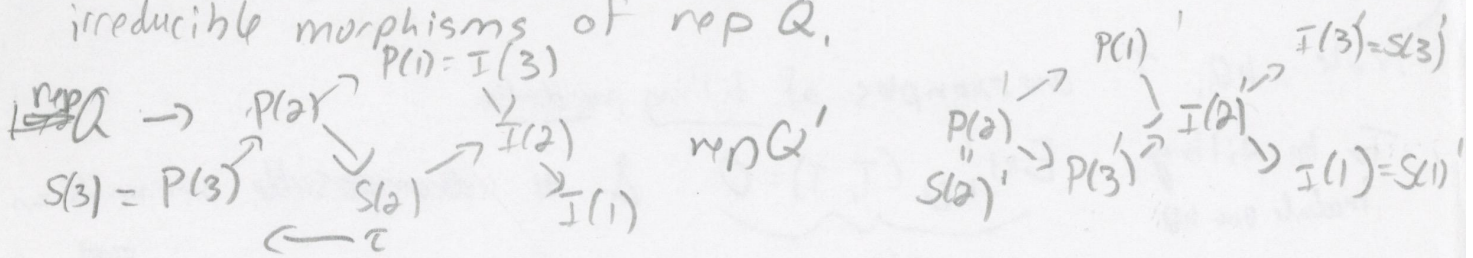 irreducible morphisms of rep Q.
P(1) = I(3) P(1)' I(3)' = S(3)'
rep Q → P(2) I(2) rep Q' P(2)' I(2)'
S(3) = P(3) S(2) I(1) " S(2)' P(3)' I(1)' = S(1)'
← τ